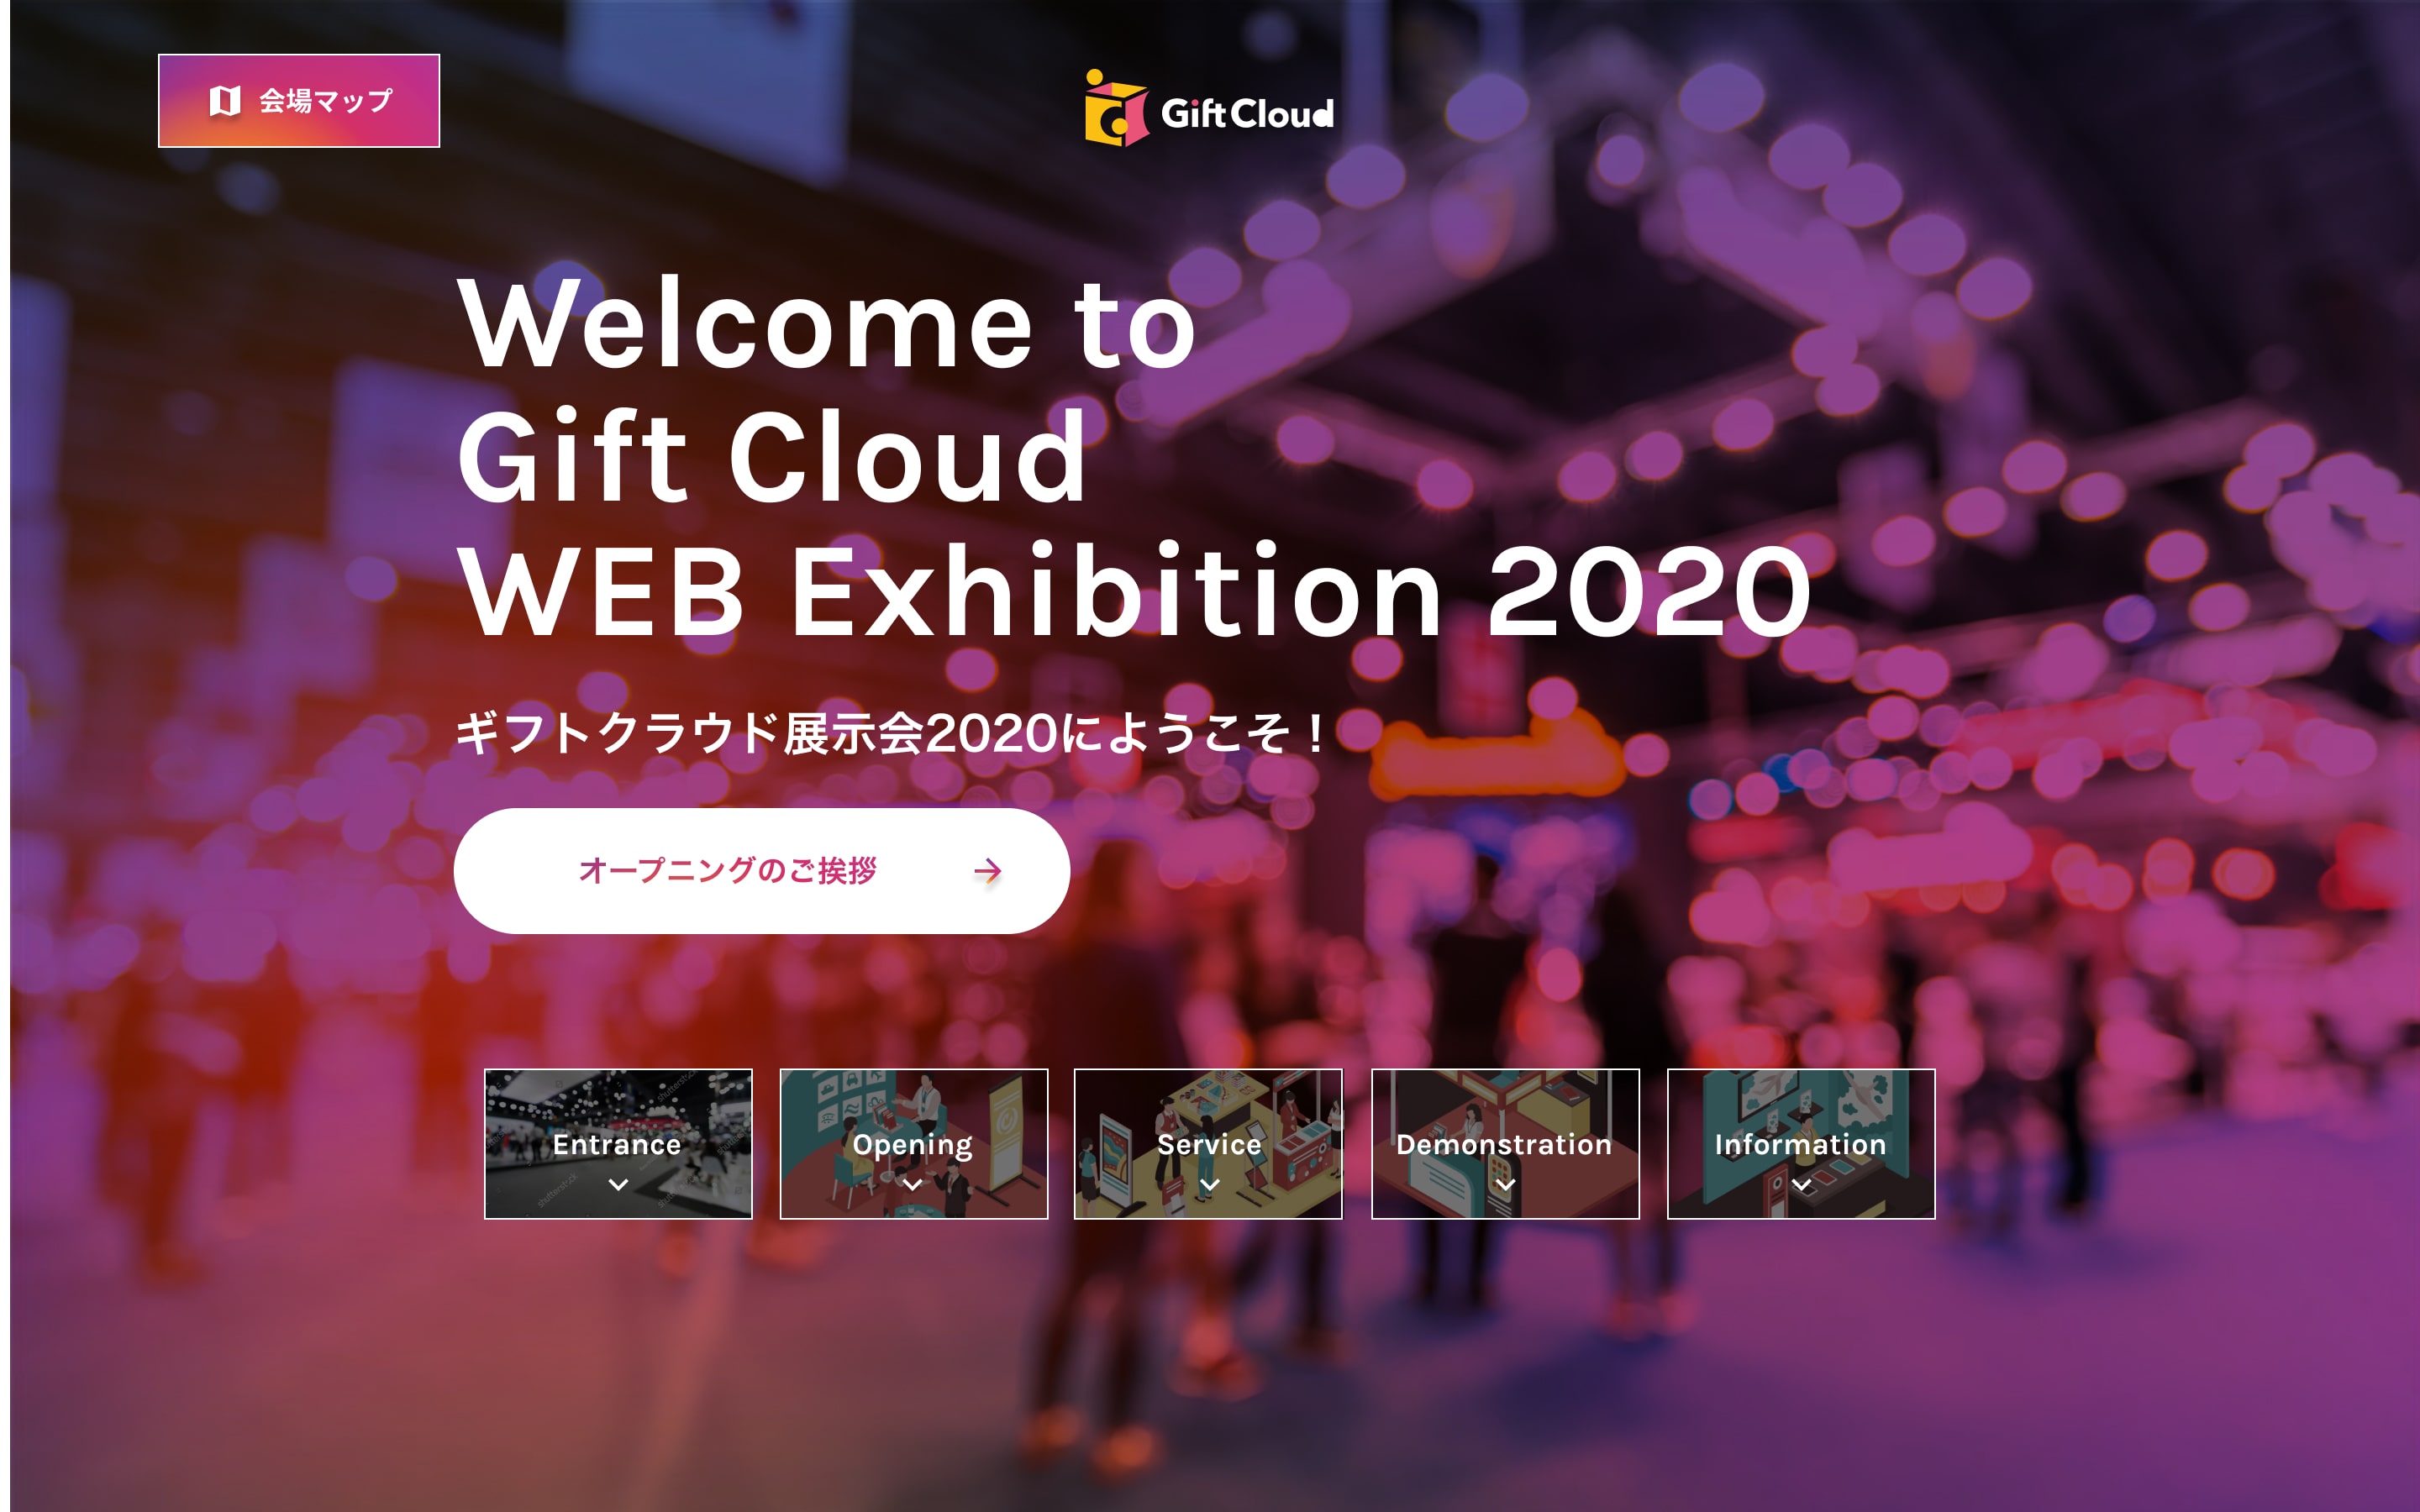 会場マップ
Gift Cloud
Welcome to
Gift Cloud
WEB Exhibition 2020
ギフトクラウド展示会2020にようこそ！
オープニングのご挨拶
Entrance
Opening
Service
Demonstration
Information
shutterstock
shutterstock